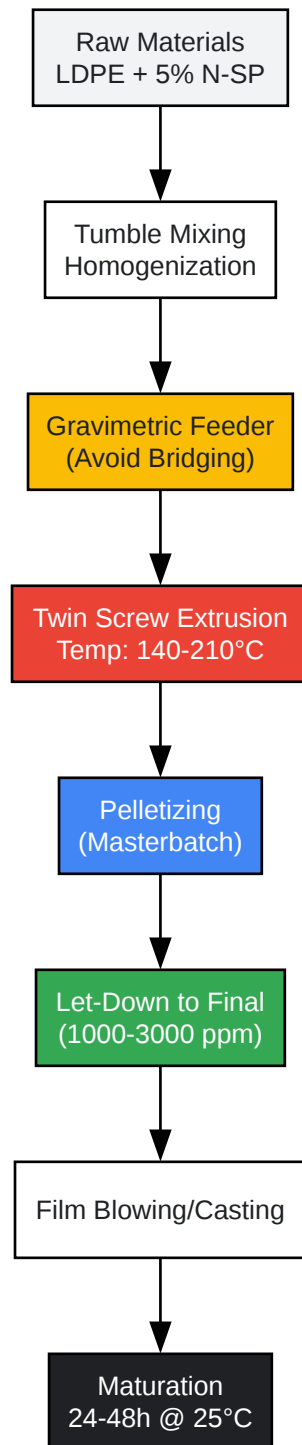 Raw Materials
LDPE + 5% N-SP
Tumble Mixing
Homogenization
Gravimetric Feeder
(Avoid Bridging)
Twin Screw Extrusion
Temp: 140-210°C
Pelletizing
(Masterbatch)
Let-Down to Final
(1000-3000 ppm)
Film Blowing/Casting
Maturation
24-48h @ 25°C